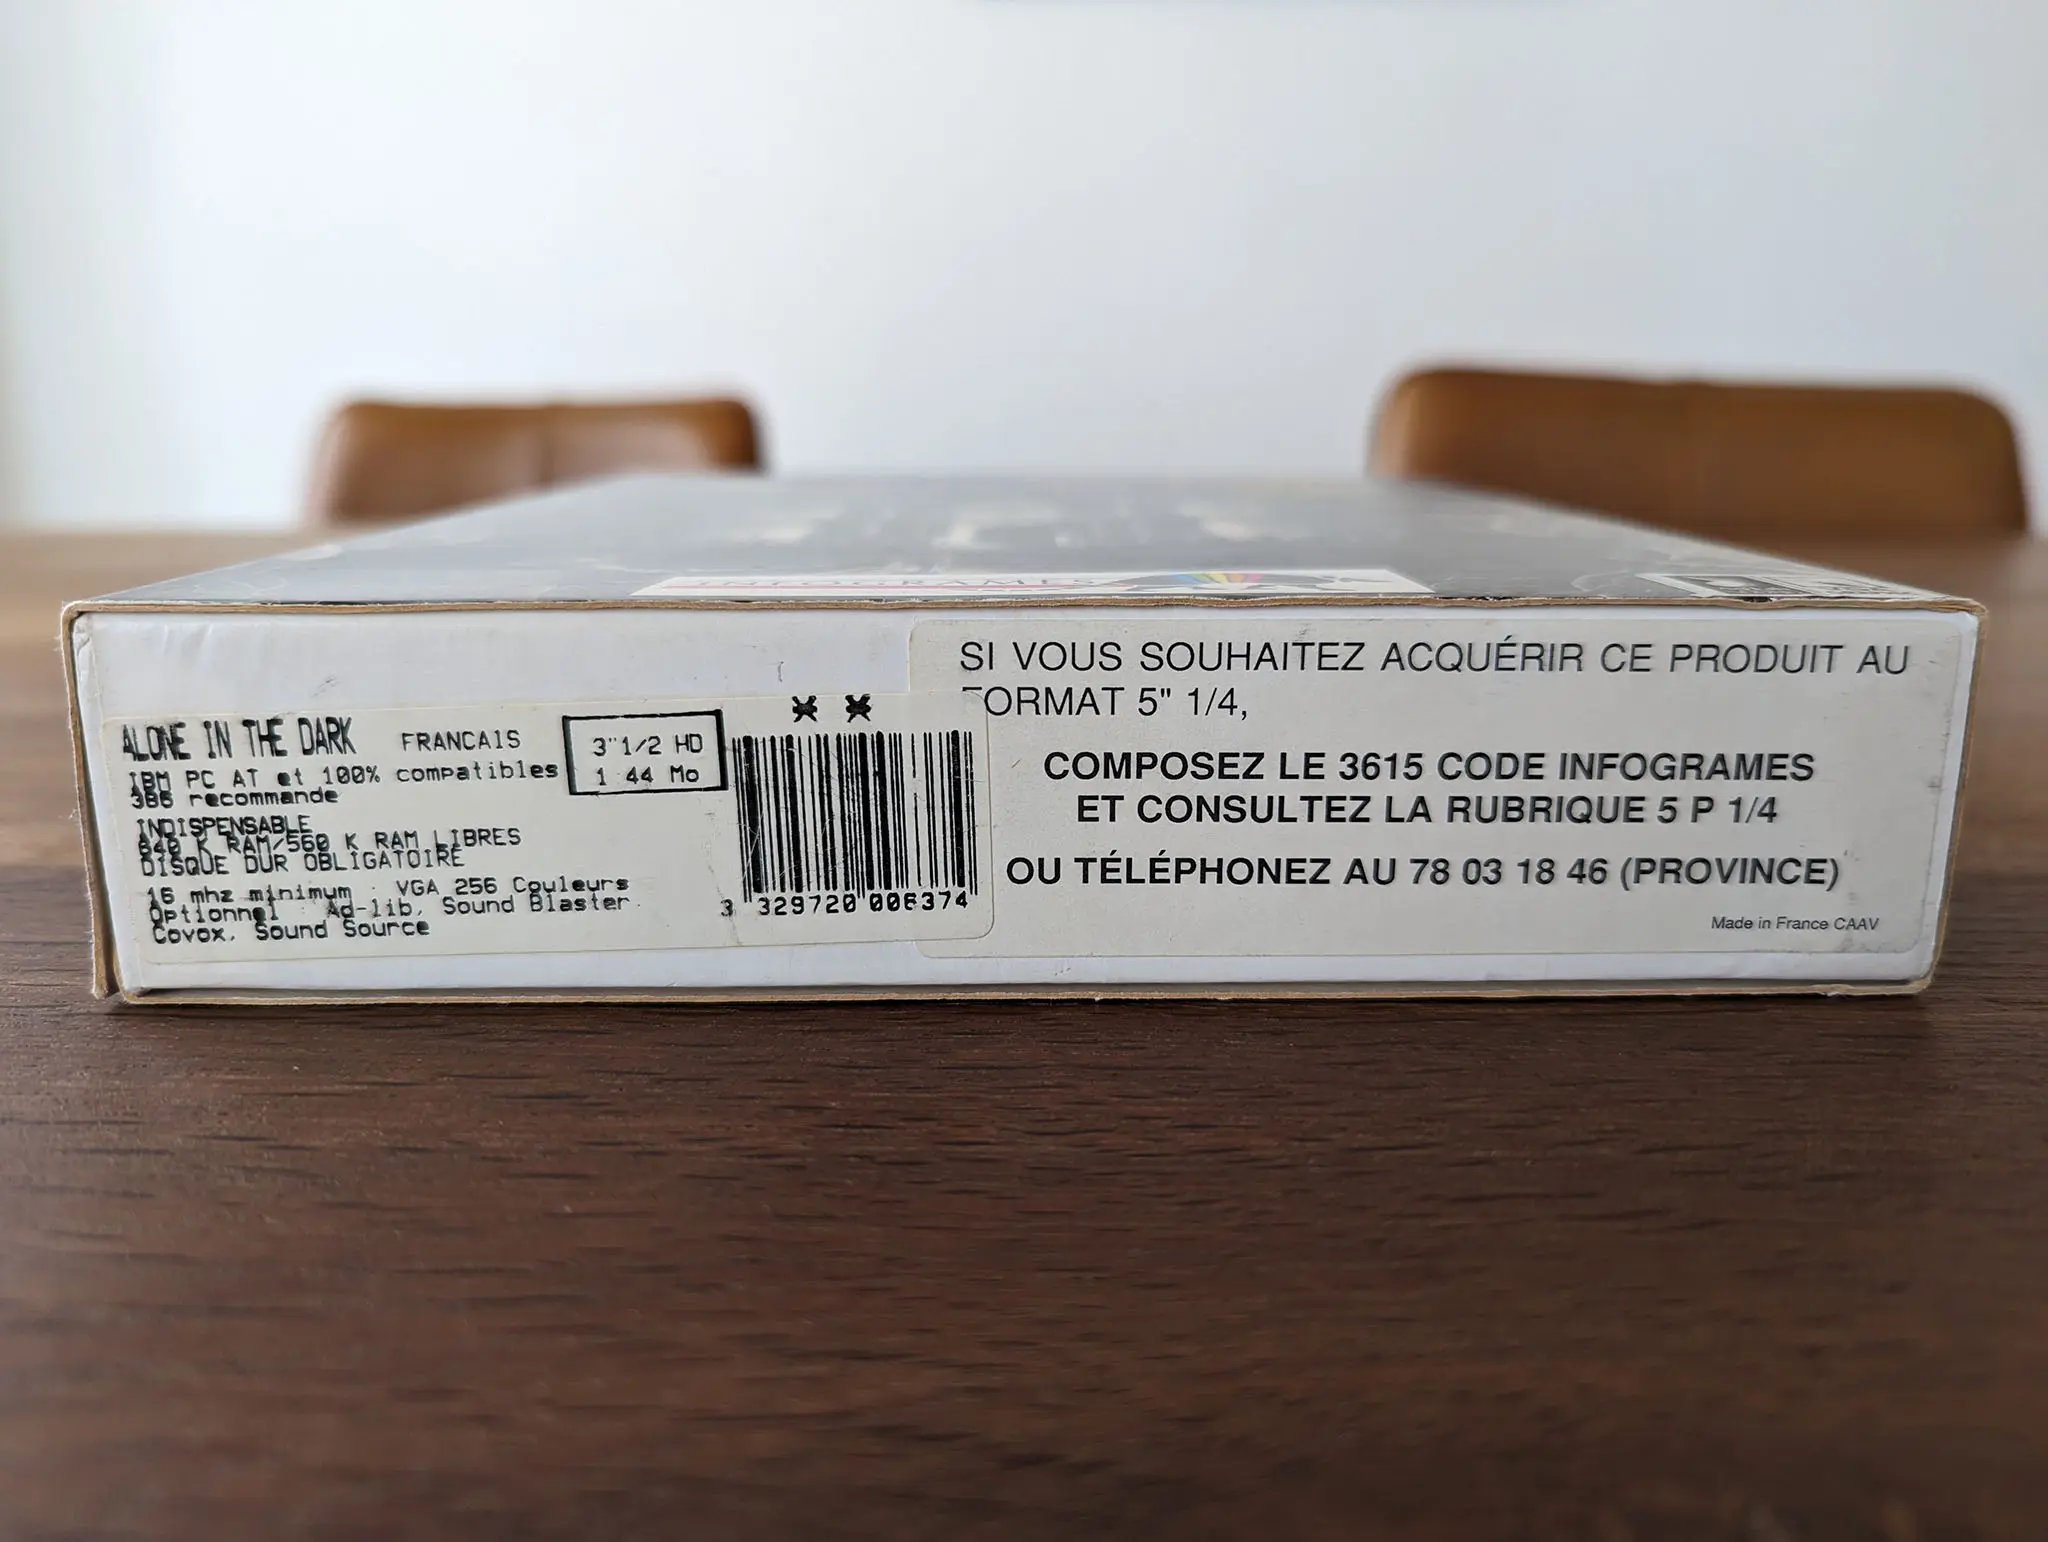 INFOGRAMES
ALONE IN THE DARK FRANCAIS
IBM PC AT et 100% compatibles
386 recommande
3"1/2 HD
1 44 Mo
INDISPENSABLE
640 K RAM/560 K RAM LIBRES
DISQUE DUR OBLIGATOIRE
16 mhz minimum : VGA 256 Couleurs
Optionnel : Ad-lib, Sound Blaster.
Covox, Sound Source
3 329720 006374
SI VOUS SOUHAITEZ ACQUÉRIR CE PRODUIT AU
FORMAT 5" 1/4,
COMPOSEZ LE 3615 CODE INFOGRAMES
ET CONSULTEZ LA RUBRIQUE 5 P 1/4
OU TÉLÉPHONEZ AU 78 03 18 46 (PROVINCE)
Made in France CAAV